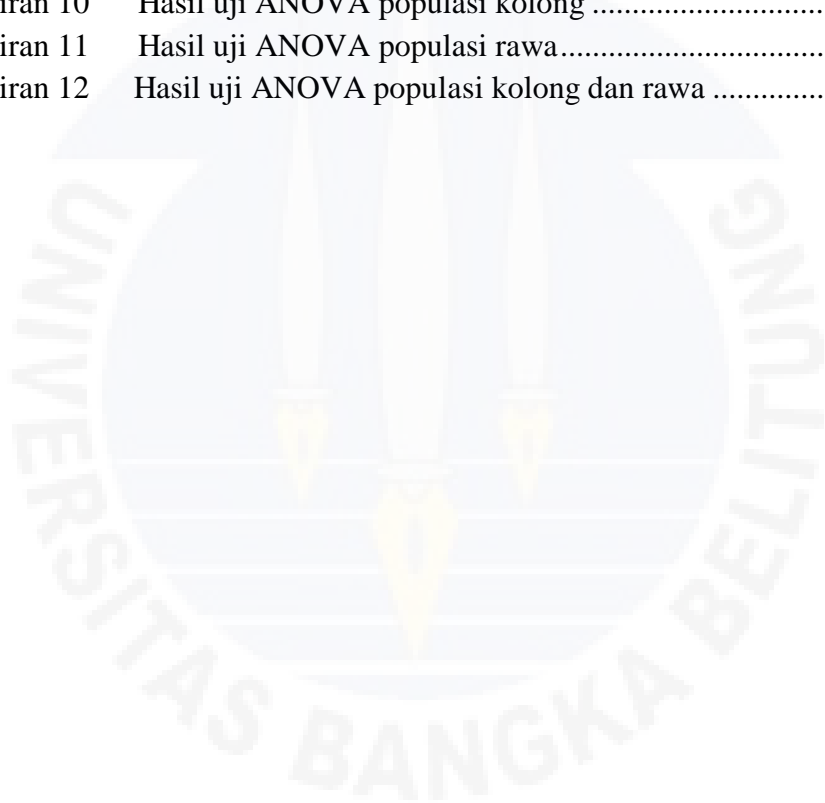 iran 10 Hasil uji ANOVA populasi kolong ............................
iran 11 Hasil uji ANOVA populasi rawa................................
iran 12 Hasil uji ANOVA populasi kolong dan rawa .............
UNIVERSITAS BANGKA BELITUNG